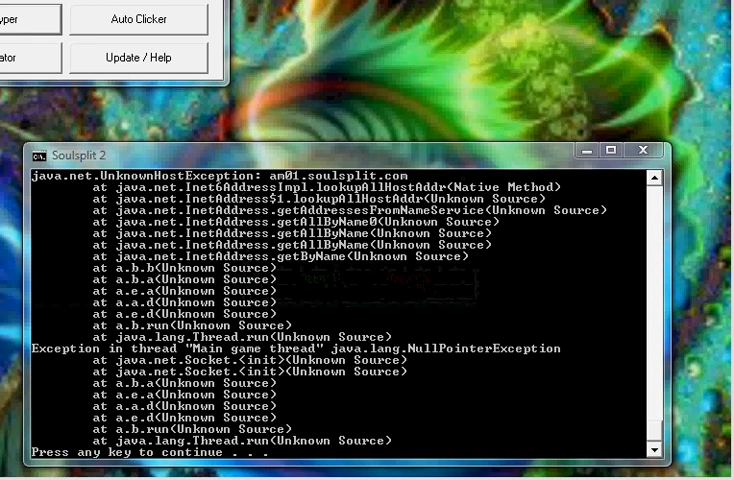 yper
Auto Clicker
ator
Update / Help
Soulsplit 2
java.net.UnknownHostException: am01.soulsplit.com
at java.net.Inet6AddressImpl.lookupAllHostAddr(Native Method)
at java.net.InetAddress$1.lookupAllHostAddr(Unknown Source)
at java.net.InetAddress.getAddressesFromNameService(Unknown Source)
at java.net.InetAddress.getAllByName0(Unknown Source)
at java.net.InetAddress.getAllByName(Unknown Source)
at java.net.InetAddress.getAllByName(Unknown Source)
at java.net.InetAddress.getByName(Unknown Source)
at a.b.b(Unknown Source)
at a.b.a(Unknown Source)
at a.e.a(Unknown Source)
at a.a.d(Unknown Source)
at a.e.d(Unknown Source)
at a.b.run(Unknown Source)
at java.lang.Thread.run(Unknown Source)
Exception in thread "Main game thread" java.lang.NullPointerException
at java.net.Socket.<init>(Unknown Source)
at java.net.Socket.<init>(Unknown Source)
at a.b.a(Unknown Source)
at a.e.a(Unknown Source)
at a.a.d(Unknown Source)
at a.e.d(Unknown Source)
at a.b.run(Unknown Source)
at java.lang.Thread.run(Unknown Source)
Press any key to continue . . .